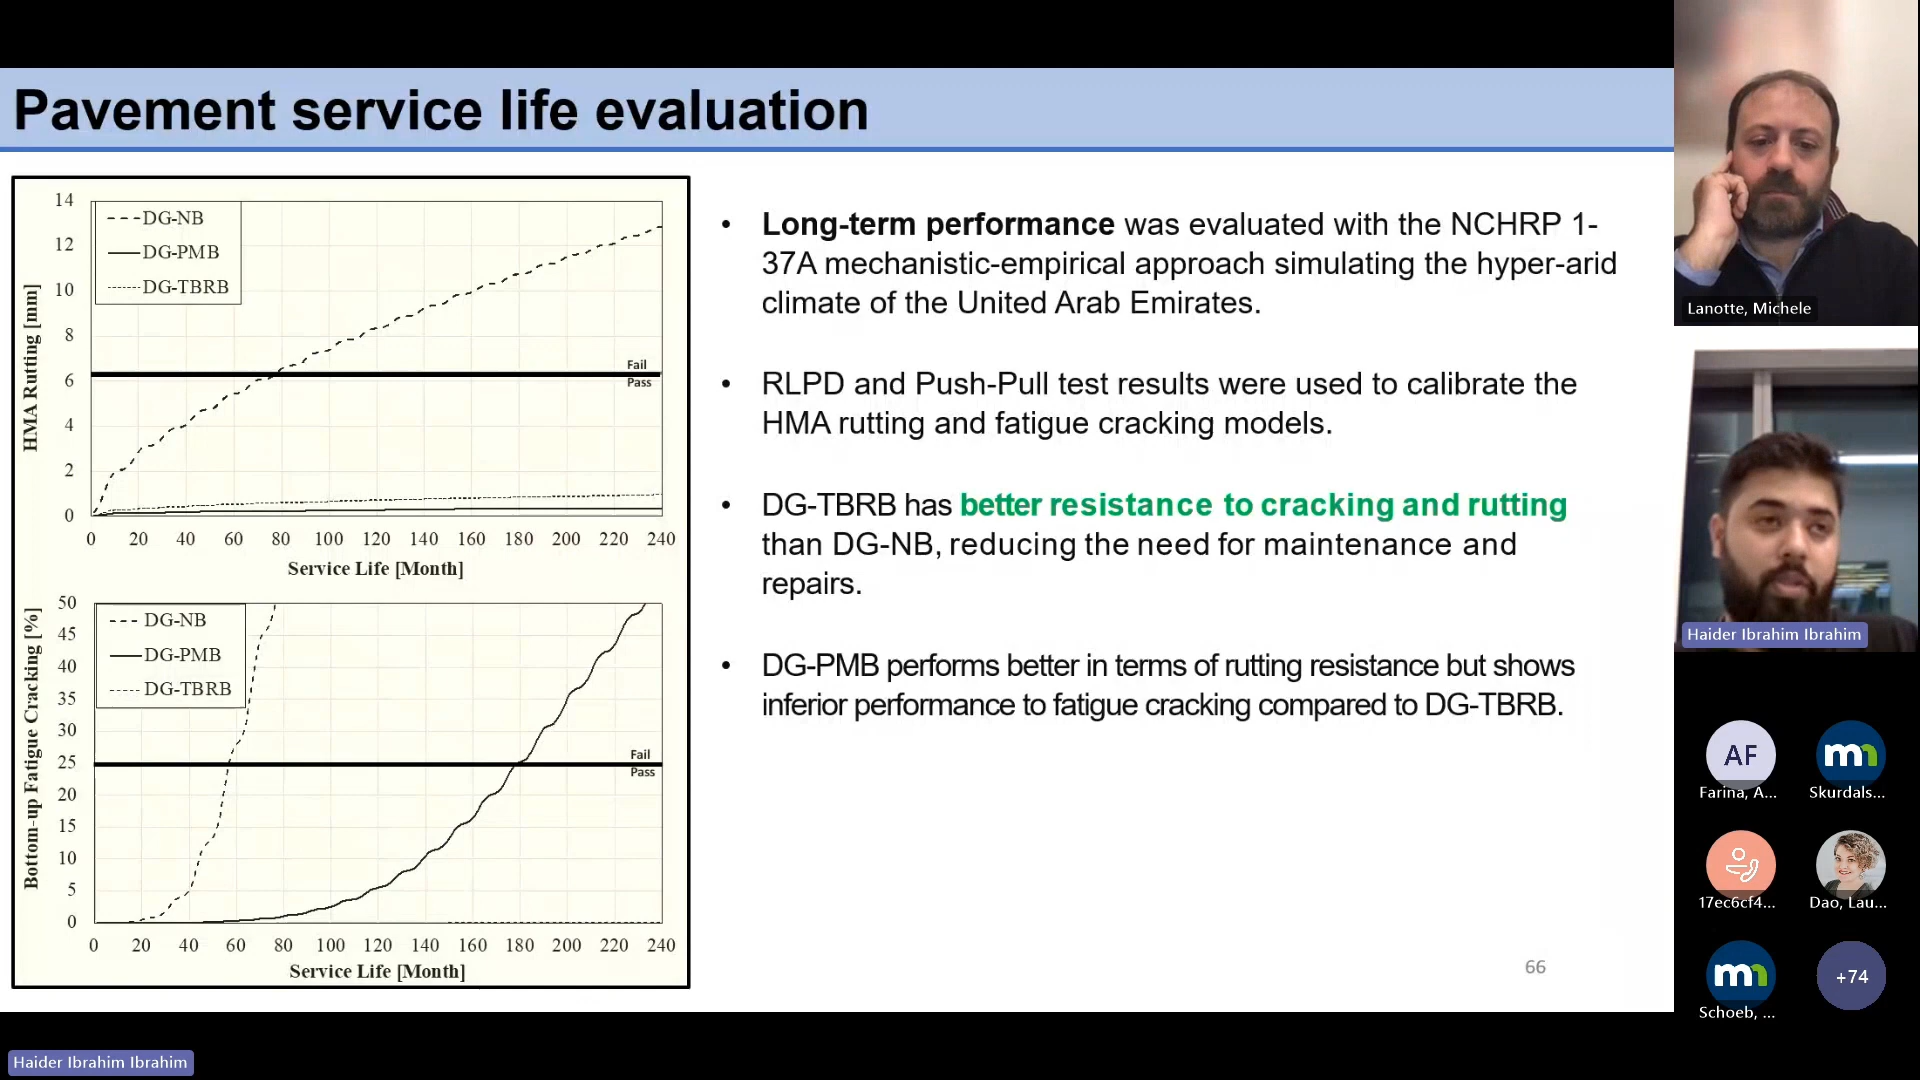 Pavement service life evaluation
14
12
10
8
6
4
2
0
HMA Rutting [mm]
DG-NB
DG-PMB
DG-TBRB
Fail
Pass
0 20 40 60 80 100 120 140 160 180 200 220 240
Service Life [Month]
50
45
40
35
30
25
20
15
10
5
0
Bottom-up Fatigue Cracking [%]
DG-NB
DG-PMB
DG-TBRB
Fail
Pass
0 20 40 60 80 100 120 140 160 180 200 220 240
Service Life [Month]
• Long-term performance was evaluated with the NCHRP 1-
37A mechanistic-empirical approach simulating the hyper-arid
climate of the United Arab Emirates.
• RLPD and Push-Pull test results were used to calibrate the
HMA rutting and fatigue cracking models.
• DG-TBRB has better resistance to cracking and rutting
than DG-NB, reducing the need for maintenance and
repairs.
• DG-PMB performs better in terms of rutting resistance but shows
inferior performance to fatigue cracking compared to DG-TBRB.
66
Lanotte, Michele
Haider Ibrahim Ibrahim
AF
Farina, A...
mn
Skurdals...
17ec6cf4...
Dao, Lau...
mn
Schoeb, ...
+74
Haider Ibrahim Ibrahim